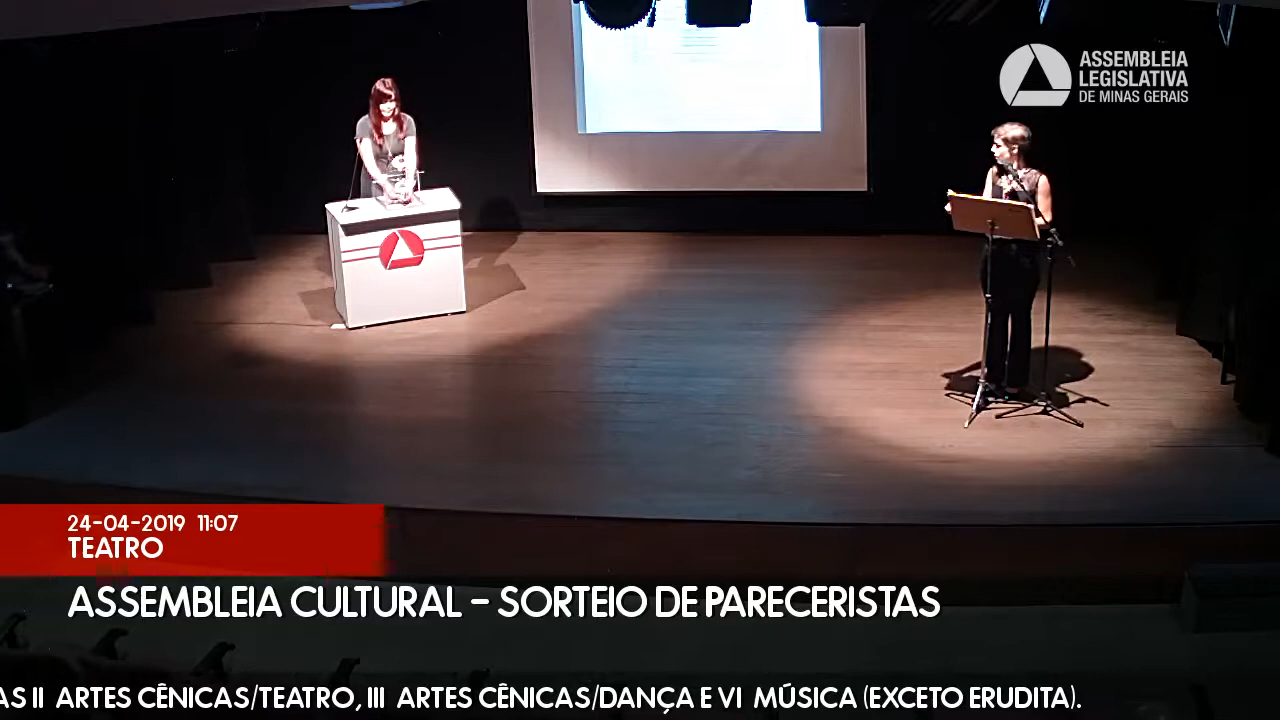 ASSEMBLEIA
LEGISLATIVA
DE MINAS GERAIS
24-04-2019 11:07
TEATRO
ASSEMBLEIA CULTURAL - SORTEIO DE PARECERISTAS
AS II ARTES CÊNICAS/TEATRO, III ARTES CÊNICAS/DANÇA E VI MÚSICA (EXCETO ERUDITA).